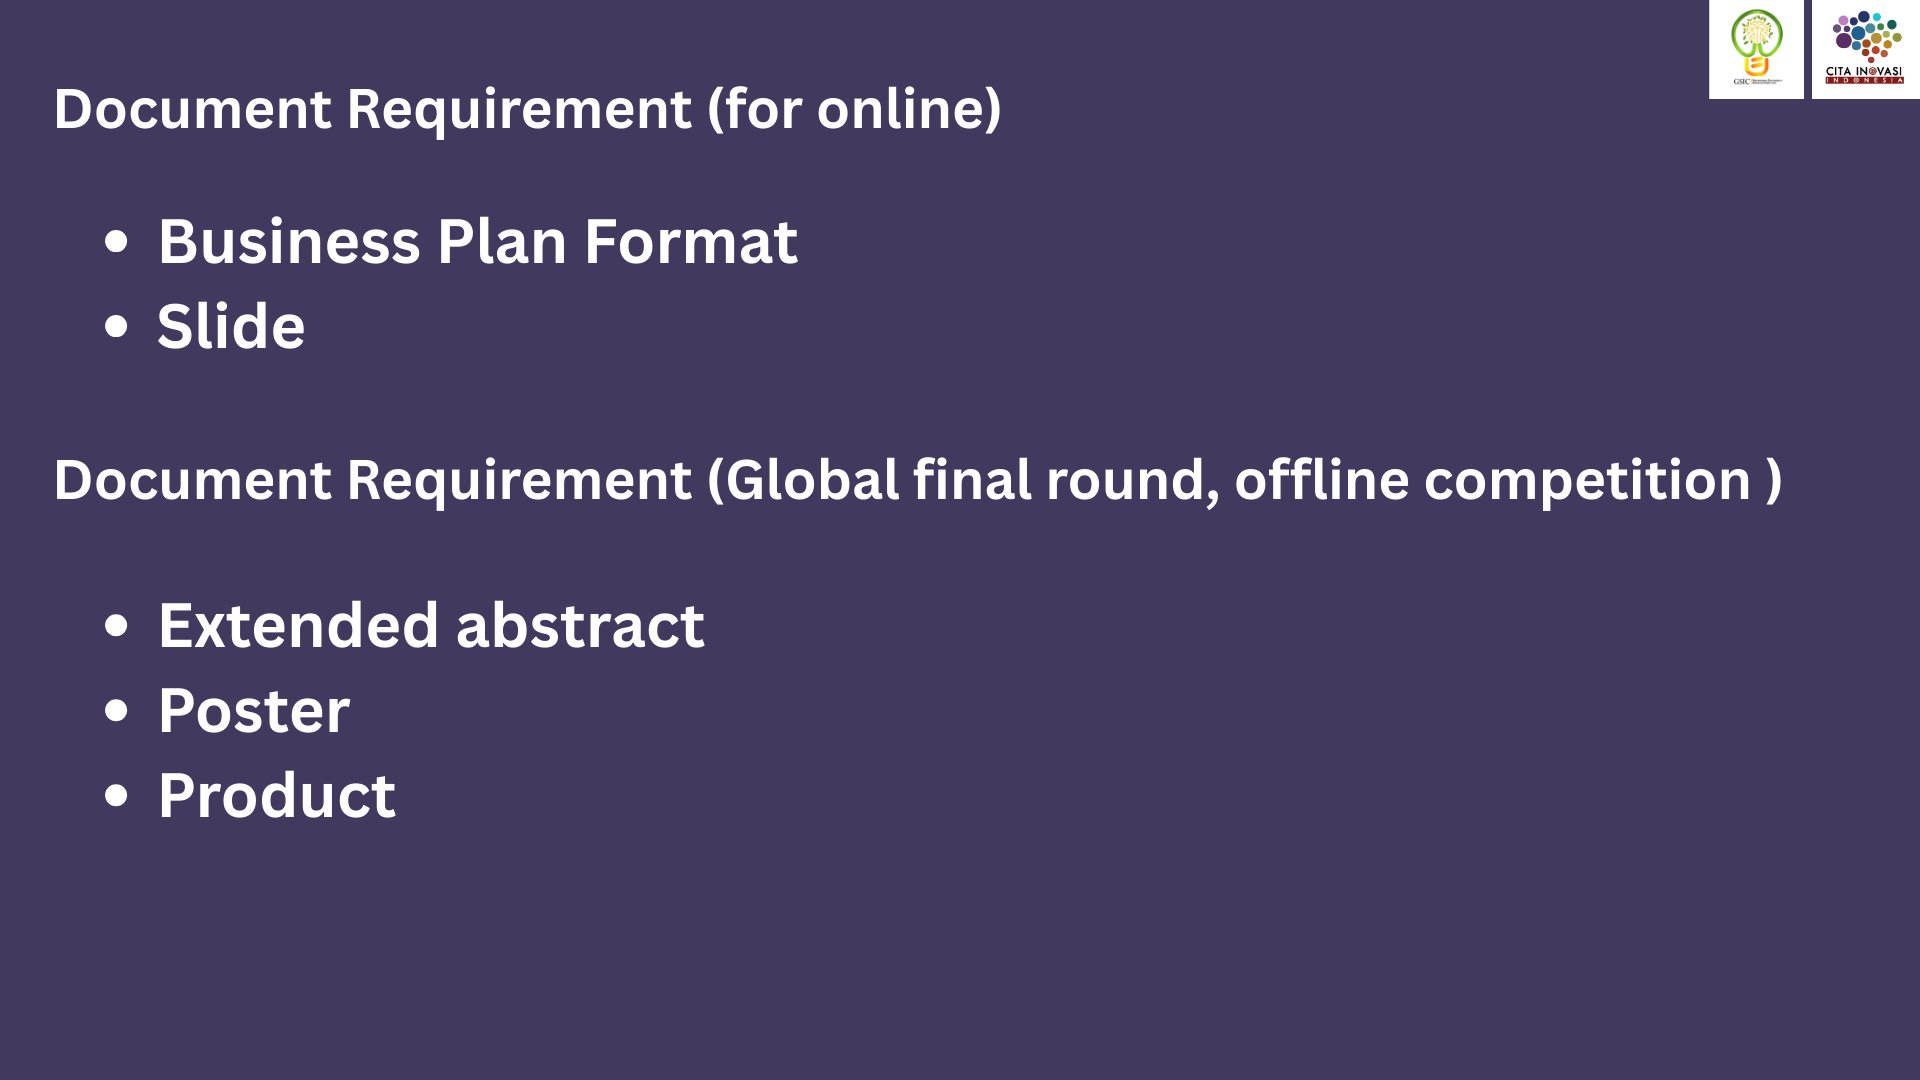 Document Requirement (for online)
• Business Plan Format
• Slide
Document Requirement (Global final round, offline competition )
• Extended abstract
• Poster
• Product
GSIC
CITA INOVASI
INDONESIA